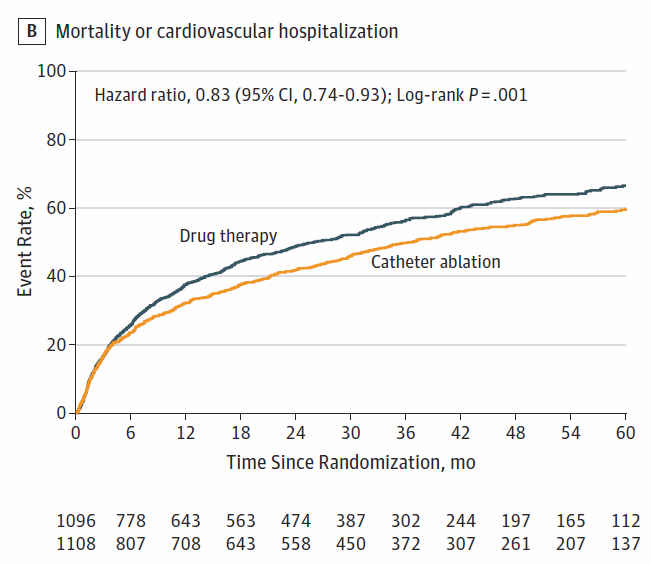 B Mortality or cardiovascular hospitalization
100
Hazard ratio, 0.83 (95% CI, 0.74-0.93); Log-rank P = .001
80
60
40
20
0
Event Rate, %
Drug therapy
Catheter ablation
0 6 12 18 24 30 36 42 48 54 60
Time Since Randomization, mo
1096 778 643 563 474 387 302 244 197 165 112
1108 807 708 643 558 450 372 307 261 207 137